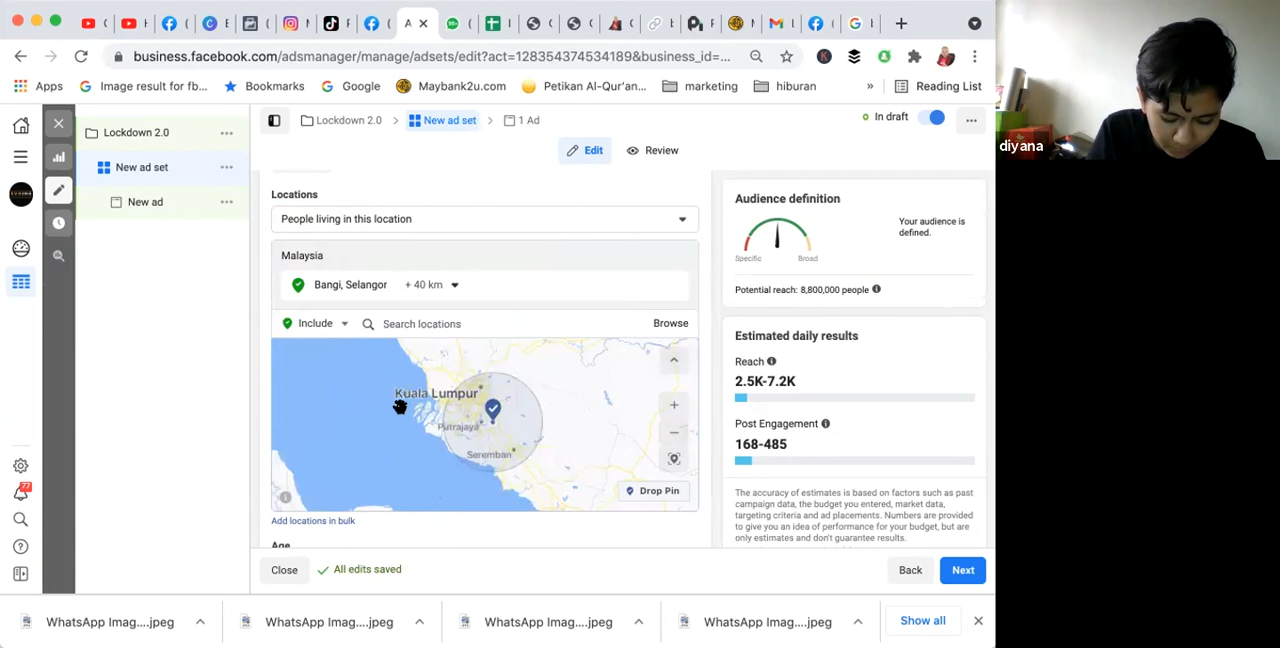 business.facebook.com/adsmanager/manage/adsets/edit?act=128354374534189&business_id=...
Apps
Image result for fb...
Bookmarks
Google
Maybank2u.com
Petikan Al-Qur'an...
marketing
hiburan
»
Reading List
Lockdown 2.0
New ad set
New ad
77
Lockdown 2.0
New ad set
1 Ad
In draft
Edit
Review
Locations
People living in this location
Malaysia
Bangi, Selangor + 40 km
Include
Search locations
Browse
Kuala Lumpur
Putrajaya
Seremban
Drop Pin
Add locations in bulk
Age
Audience definition
Your audience is
defined.
Specific
Broad
Potential reach: 8,800,000 people
Estimated daily results
Reach
2.5K-7.2K
Post Engagement
168-485
The accuracy of estimates is based on factors such as past
campaign data, the budget you entered, market data,
targeting criteria and ad placements. Numbers are provided
to give you an idea of performance for your budget, but are
only estimates and don't guarantee results.
Close
All edits saved
Back
Next
WhatsApp Imag....jpeg
WhatsApp Imag....jpeg
WhatsApp Imag....jpeg
WhatsApp Imag....jpeg
Show all
diyana